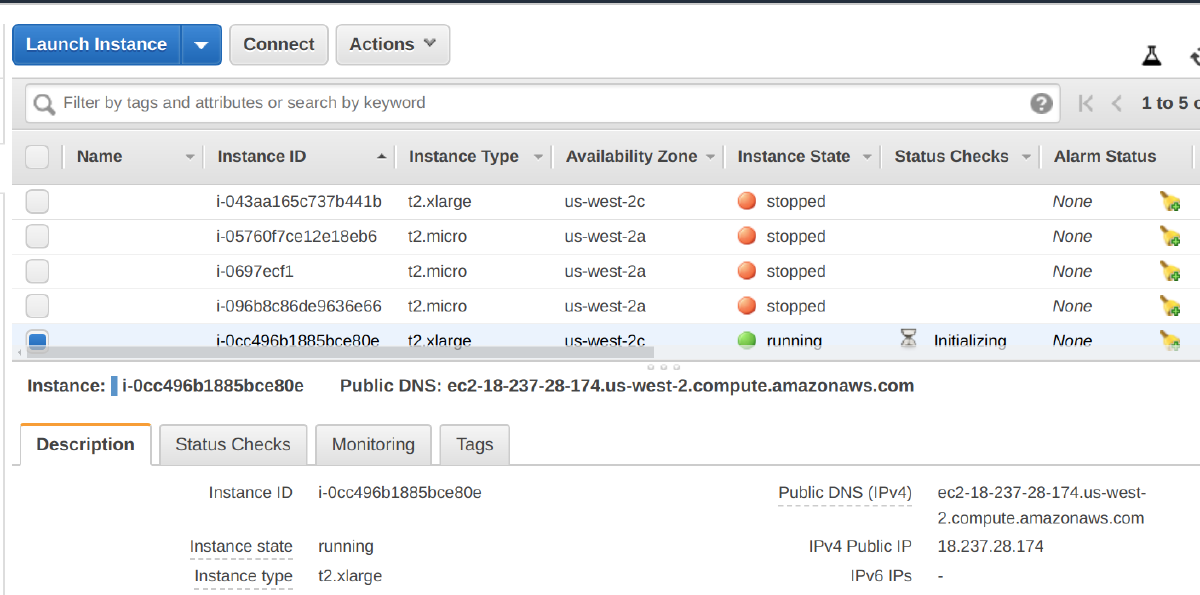 Launch Instance Connect Actions
Filter by tags and attributes or search by keyword ? 1 to 5
Name Instance ID Instance Type Availability Zone Instance State Status Checks Alarm Status
i-043aa165c737b441b t2.xlarge us-west-2c stopped None
i-05760f7ce12e18eb6 t2.micro us-west-2a stopped None
i-0697ecf1 t2.micro us-west-2a stopped None
i-096b8c86de9636e66 t2.micro us-west-2a stopped None
i-0cc496b1885bce80e t2.xlarge us-west-2c running Initializing None
Instance: i-0cc496b1885bce80e Public DNS: ec2-18-237-28-174.us-west-2.compute.amazonaws.com
Description Status Checks Monitoring Tags
Instance ID i-0cc496b1885bce80e Public DNS (IPv4) ec2-18-237-28-174.us-west-
2.compute.amazonaws.com
Instance state running IPv4 Public IP 18.237.28.174
Instance type t2.xlarge IPv6 IPs -